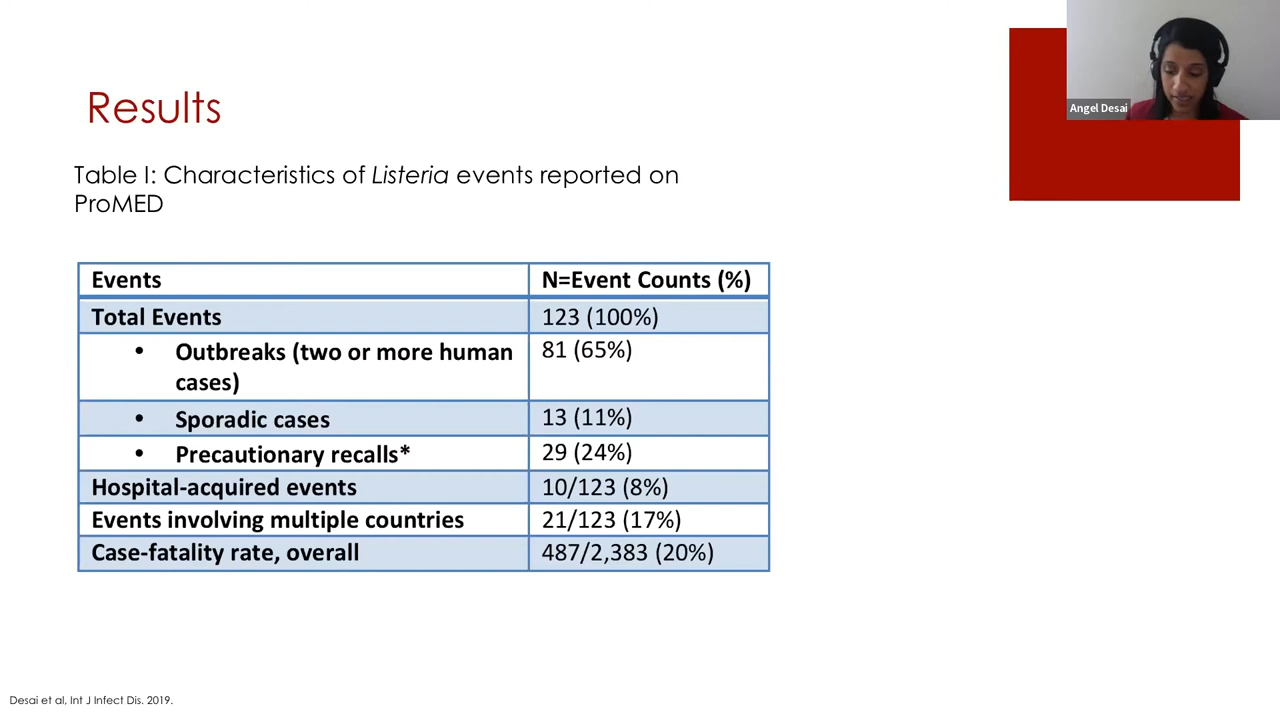 Results
Table I: Characteristics of Listeria events reported on
ProMED
Events N=Event Counts (%)
Total Events 123 (100%)
• Outbreaks (two or more human
cases) 81 (65%)
• Sporadic cases 13 (11%)
• Precautionary recalls* 29 (24%)
Hospital-acquired events 10/123 (8%)
Events involving multiple countries 21/123 (17%)
Case-fatality rate, overall 487/2,383 (20%)
Desai et al, Int J Infect Dis. 2019.
Angel Desai